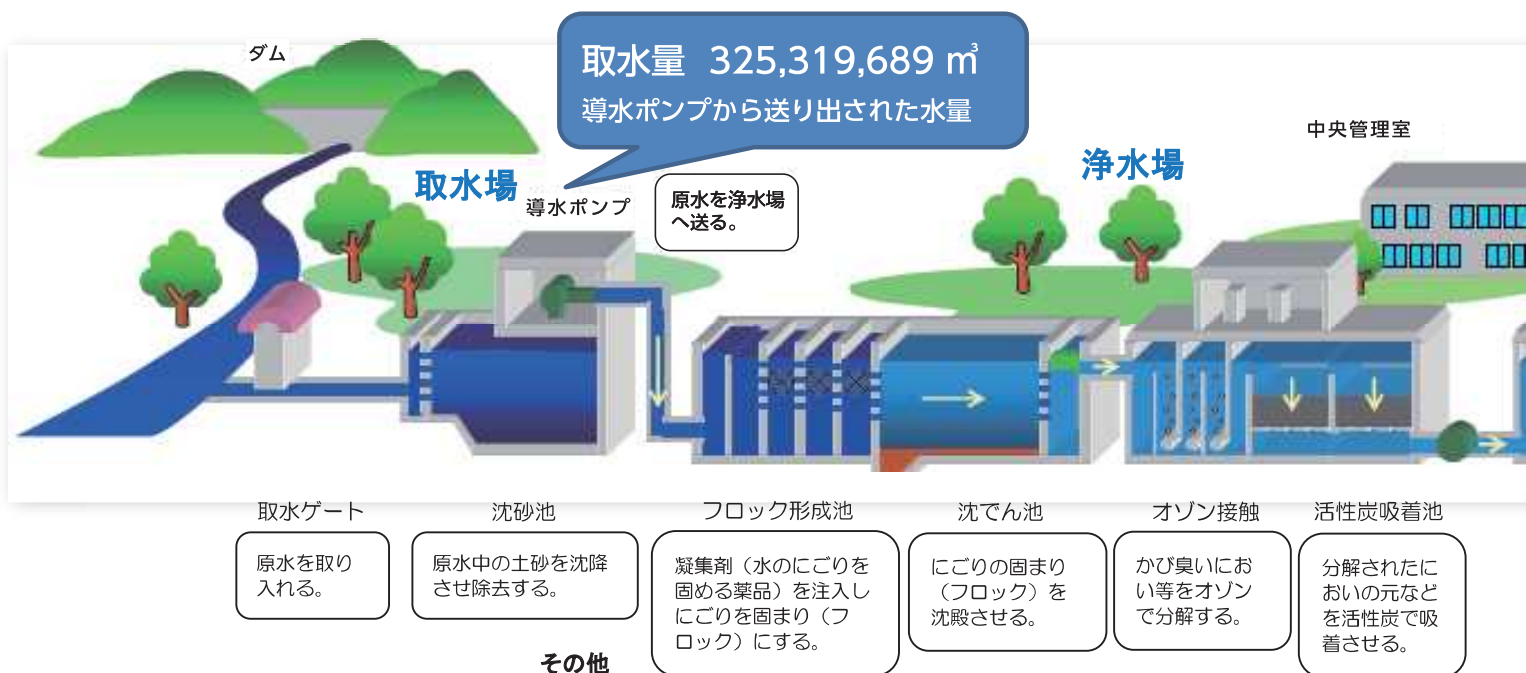 ダム
取水量 325,319,689 ㎥
導水ポンプから送り出された水量
中央管理室
取水場
浄水場
導水ポンプ
原水を浄水場
へ送る。
取水ゲート
原水を取り
入れる。
沈砂池
原水中の土砂を沈降
させ除去する。
フロック形成池
凝集剤（水のにごりを
固める薬品）を注入し
にごりを固まり（フ
ロック）にする。
沈でん池
にごりの固まり
（フロック）を
沈殿させる。
オゾン接触
かび臭いにお
い等をオゾン
で分解する。
活性炭吸着池
分解されたに
おいの元など
を活性炭で吸
着させる。
その他